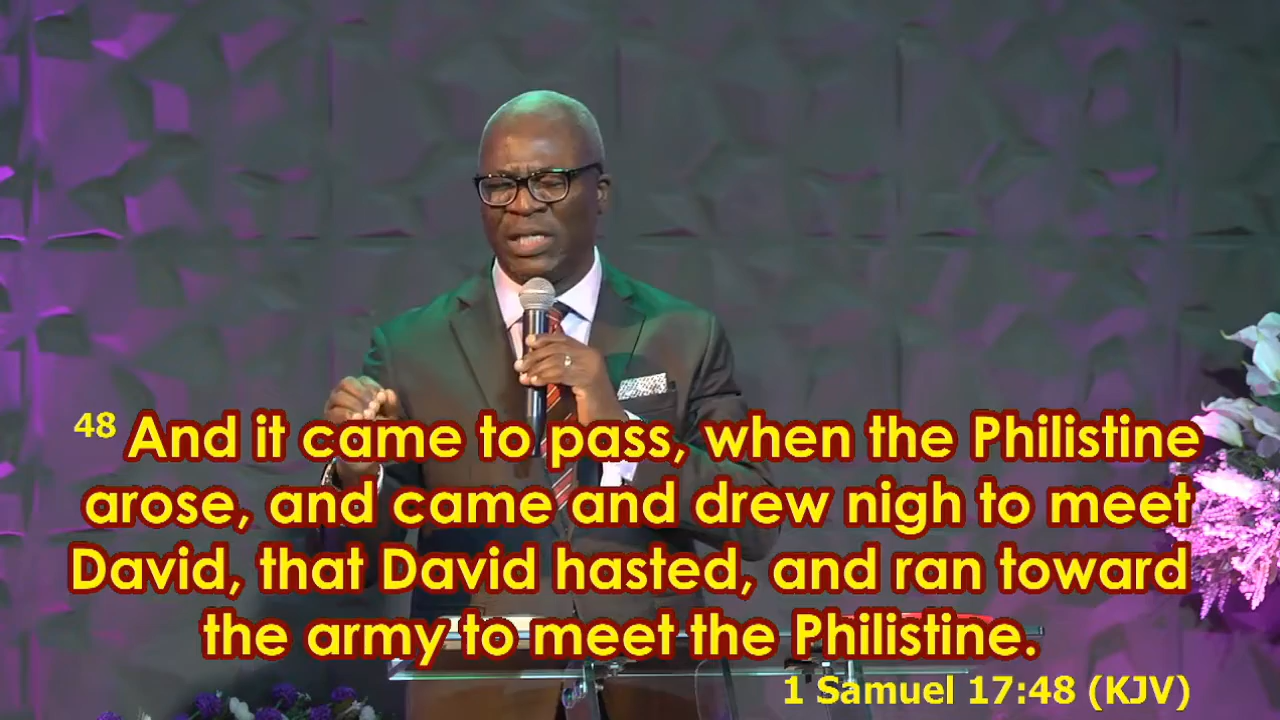 48 And it came to pass, when the Philistine
arose, and came and drew nigh to meet
David, that David hasted, and ran toward
the army to meet the Philistine.
1 Samuel 17:48 (KJV)